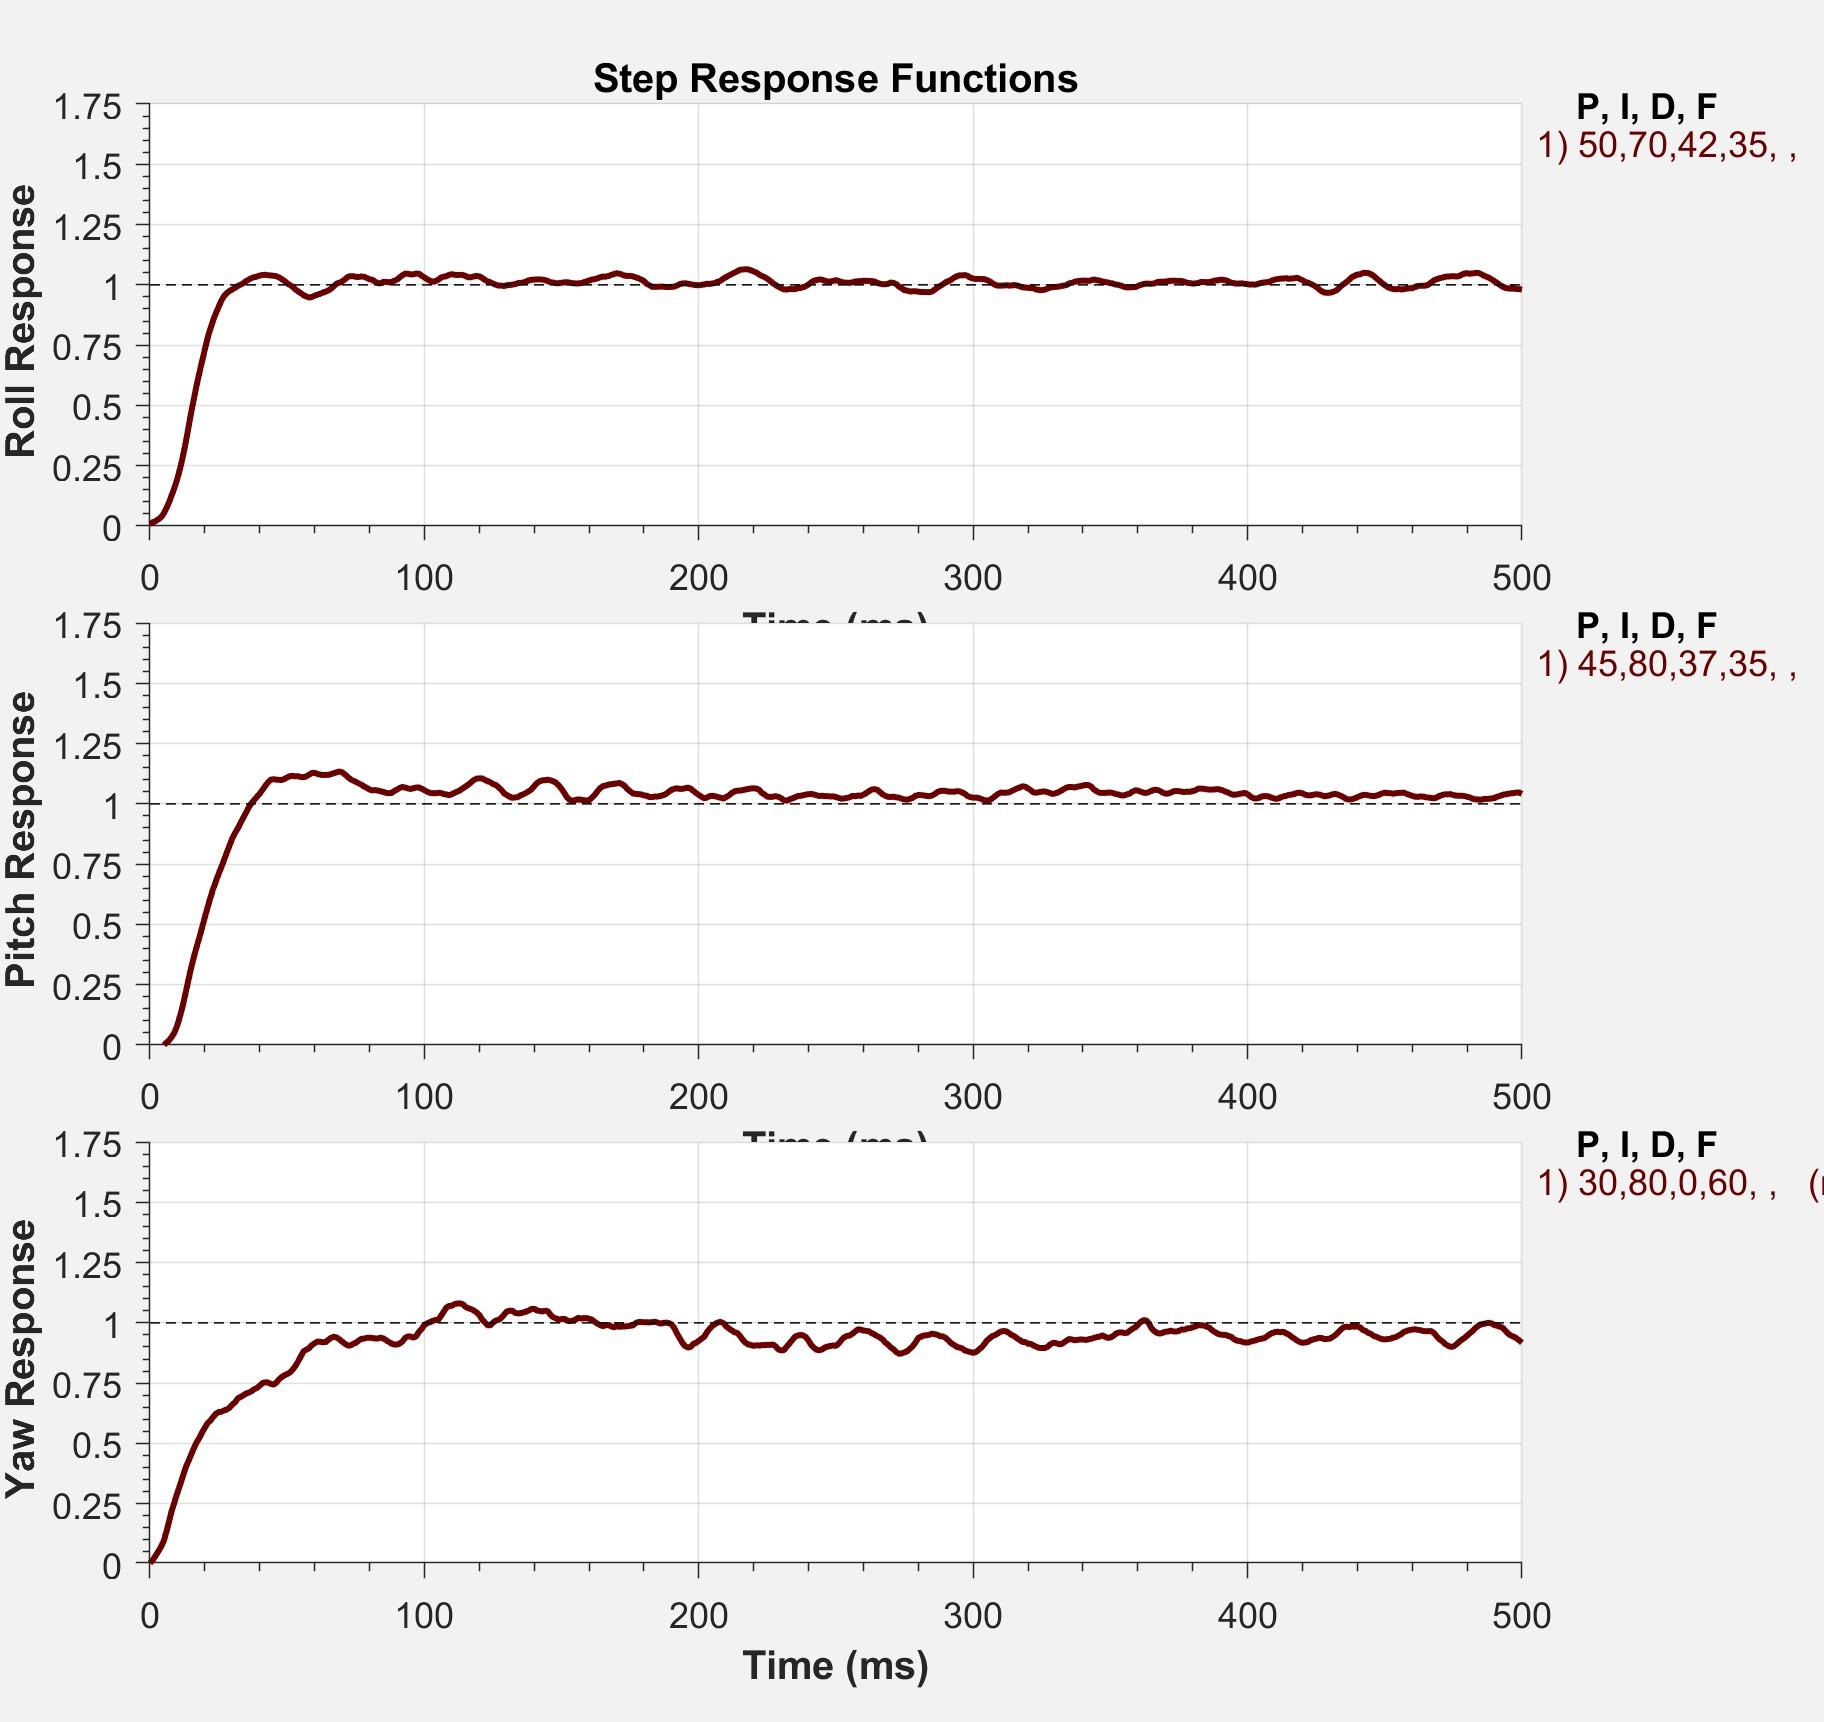 Step Response Functions
1.75
1.5
1.25
1
0.75
0.5
0.25
0
Roll Response
0 100 200 300 400 500
Time (ms)
P, I, D, F
1) 50,70,42,35, ,
1.75
1.5
1.25
1
0.75
0.5
0.25
0
Pitch Response
0 100 200 300 400 500
Time (ms)
P, I, D, F
1) 45,80,37,35, ,
1.75
1.5
1.25
1
0.75
0.5
0.25
0
Yaw Response
0 100 200 300 400 500
Time (ms)
P, I, D, F
1) 30,80,0,60, ,